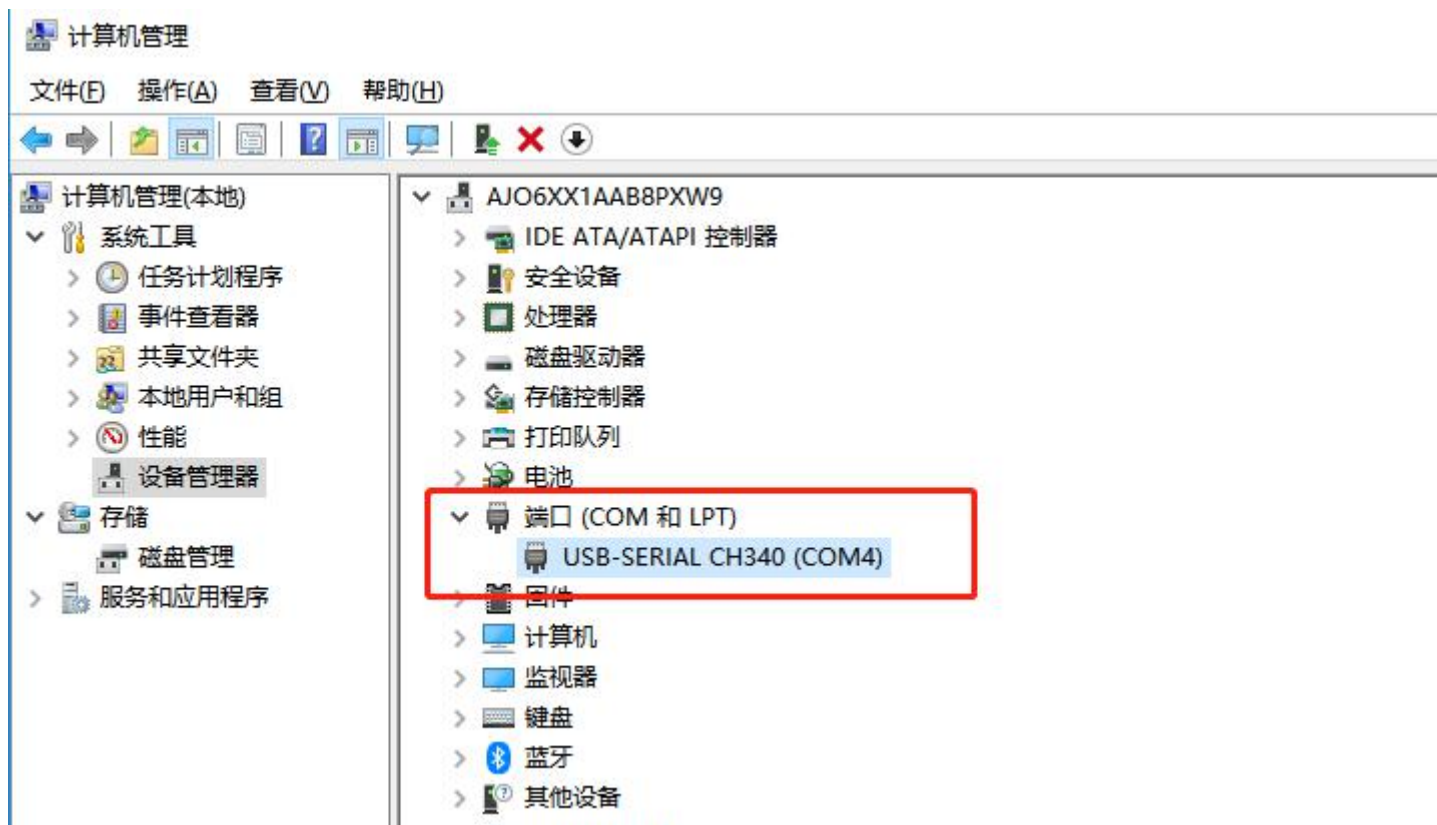 计算机管理
文件(F) 操作(A) 查看(V) 帮助(H)
计算机管理(本地)
系统工具
任务计划程序
事件查看器
共享文件夹
本地用户和组
性能
设备管理器
存储
磁盘管理
服务和应用程序
AJO6XX1AAB8PXW9
IDE ATA/ATAPI 控制器
安全设备
处理器
磁盘驱动器
存储控制器
打印队列
电池
端口 (COM 和 LPT)
USB-SERIAL CH340 (COM4)
固件
计算机
监视器
键盘
蓝牙
其他设备